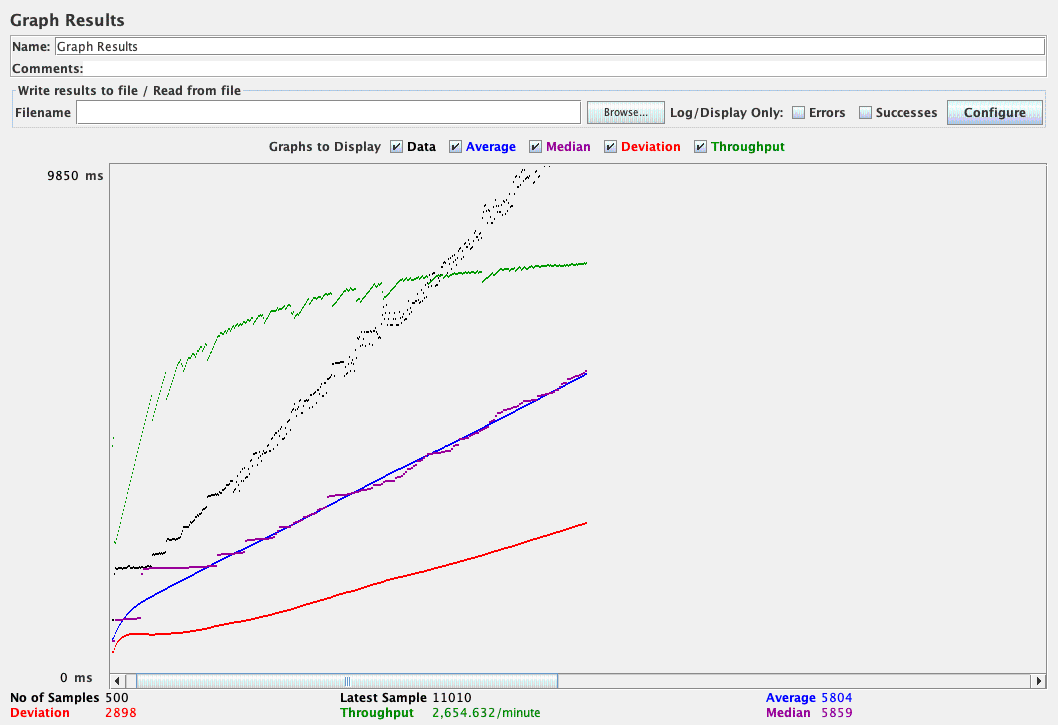 Graph Results
Name: Graph Results
Comments:
Write results to file / Read from file
Filename Browse... Log/Display Only: Errors Successes Configure
Graphs to Display Data Average Median Deviation Throughput
9850 ms
0 ms
No of Samples 500 Latest Sample 11010 Average 5804
Deviation 2898 Throughput 2,654.632/minute Median 5859